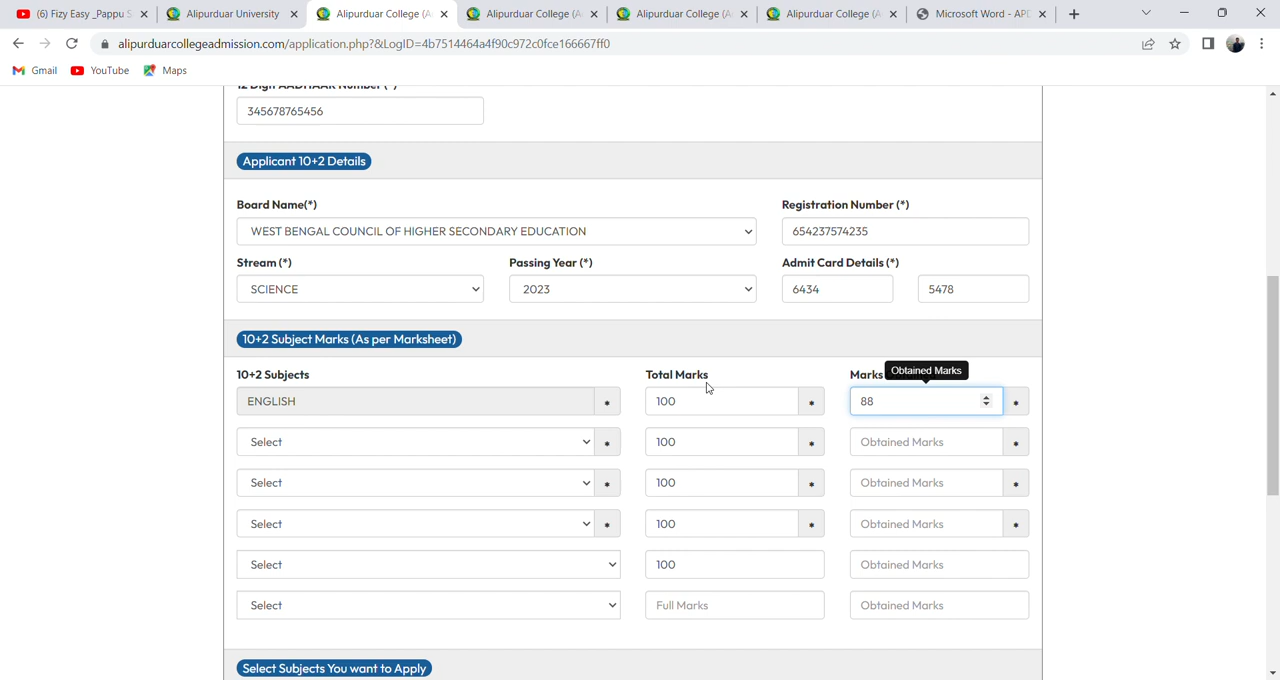 (6) Fizy Easy _Pappu S
Alipurduar University
Alipurduar College (A
Alipurduar College (A
Alipurduar College (A
Alipurduar College (A
Microsoft Word - APD
alipurduarcollegeadmission.com/application.php?&LogID=4b7514464a4f90c972c0fce166667ff0
Gmail YouTube Maps
12 Digit AADHAAR Number (*)
345678765456
Applicant 10+2 Details
Board Name(*) Registration Number (*)
WEST BENGAL COUNCIL OF HIGHER SECONDARY EDUCATION 654237574235
Stream (*) Passing Year (*) Admit Card Details (*)
SCIENCE 2023 6434 5478
10+2 Subject Marks (As per Marksheet)
Obtained Marks
10+2 Subjects Total Marks Marks
ENGLISH * 100 * 88 *
Select * 100 * Obtained Marks *
Select * 100 * Obtained Marks *
Select * 100 * Obtained Marks *
Select 100 Obtained Marks
Select Full Marks Obtained Marks
Select Subjects You want to Apply